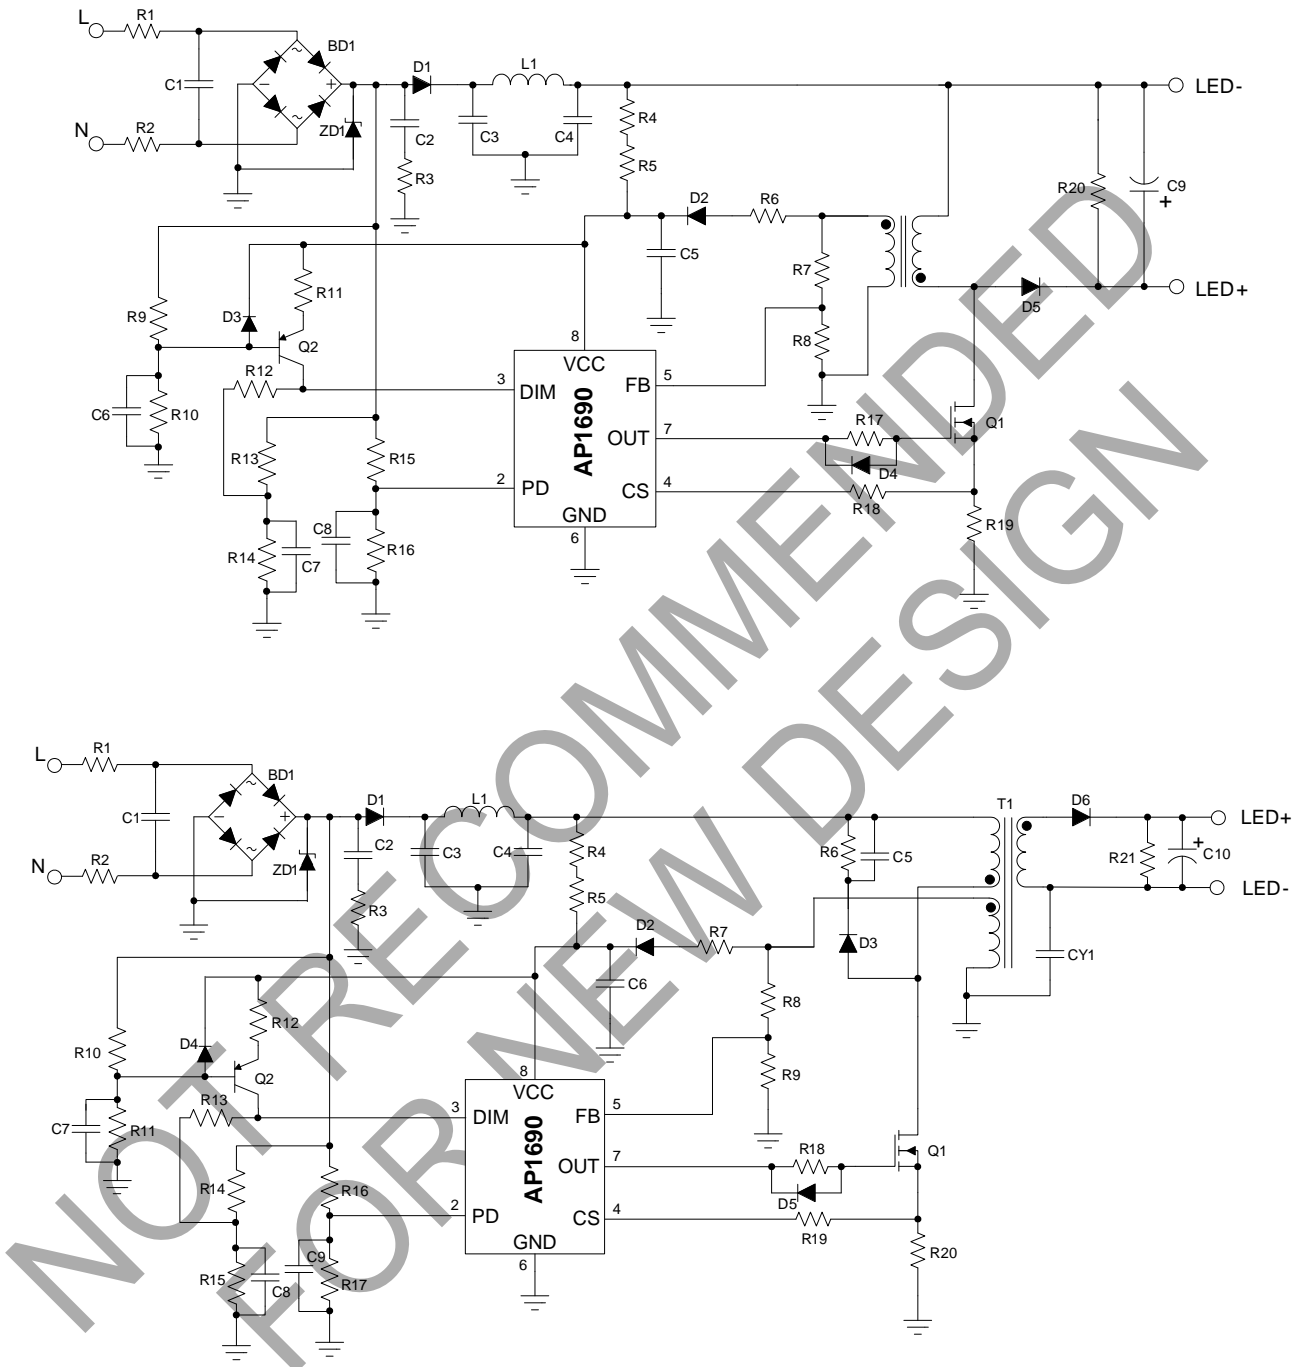 L
R1
BD1
~
C1
-
+
~
D1
L1
LED-
N
R2
ZD1
C2
C3
C4
R4
R3
R5
R20
C9
+
D2
R6
C5
R7
LED+
D5
R9
D3
R11
Q2
R8
8
VCC
R12
3
DIM
FB
5
C6
R10
AP1690
R17
Q1
OUT
7
D4
R13
R15
2
PD
CS
4
R18
GND
6
R19
C8
R14
C7
R16
L
R1
BD1
~
C1
-
+
~
D1
L1
T1
D6
LED+
N
R2
ZD1
C2
C3
C4
R4
R6
C5
R21
+
C10
R3
R5
LED-
D2
R7
D3
CY1
C6
R8
R10
D4
R12
Q2
R9
8
VCC
R13
3
DIM
FB
5
C7
R11
AP1690
R18
Q1
OUT
7
D5
R14
R16
2
PD
CS
4
R19
GND
6
R20
C9
R15
C8
R17
NOT RECOMMENDED
FOR NEW DESIGN